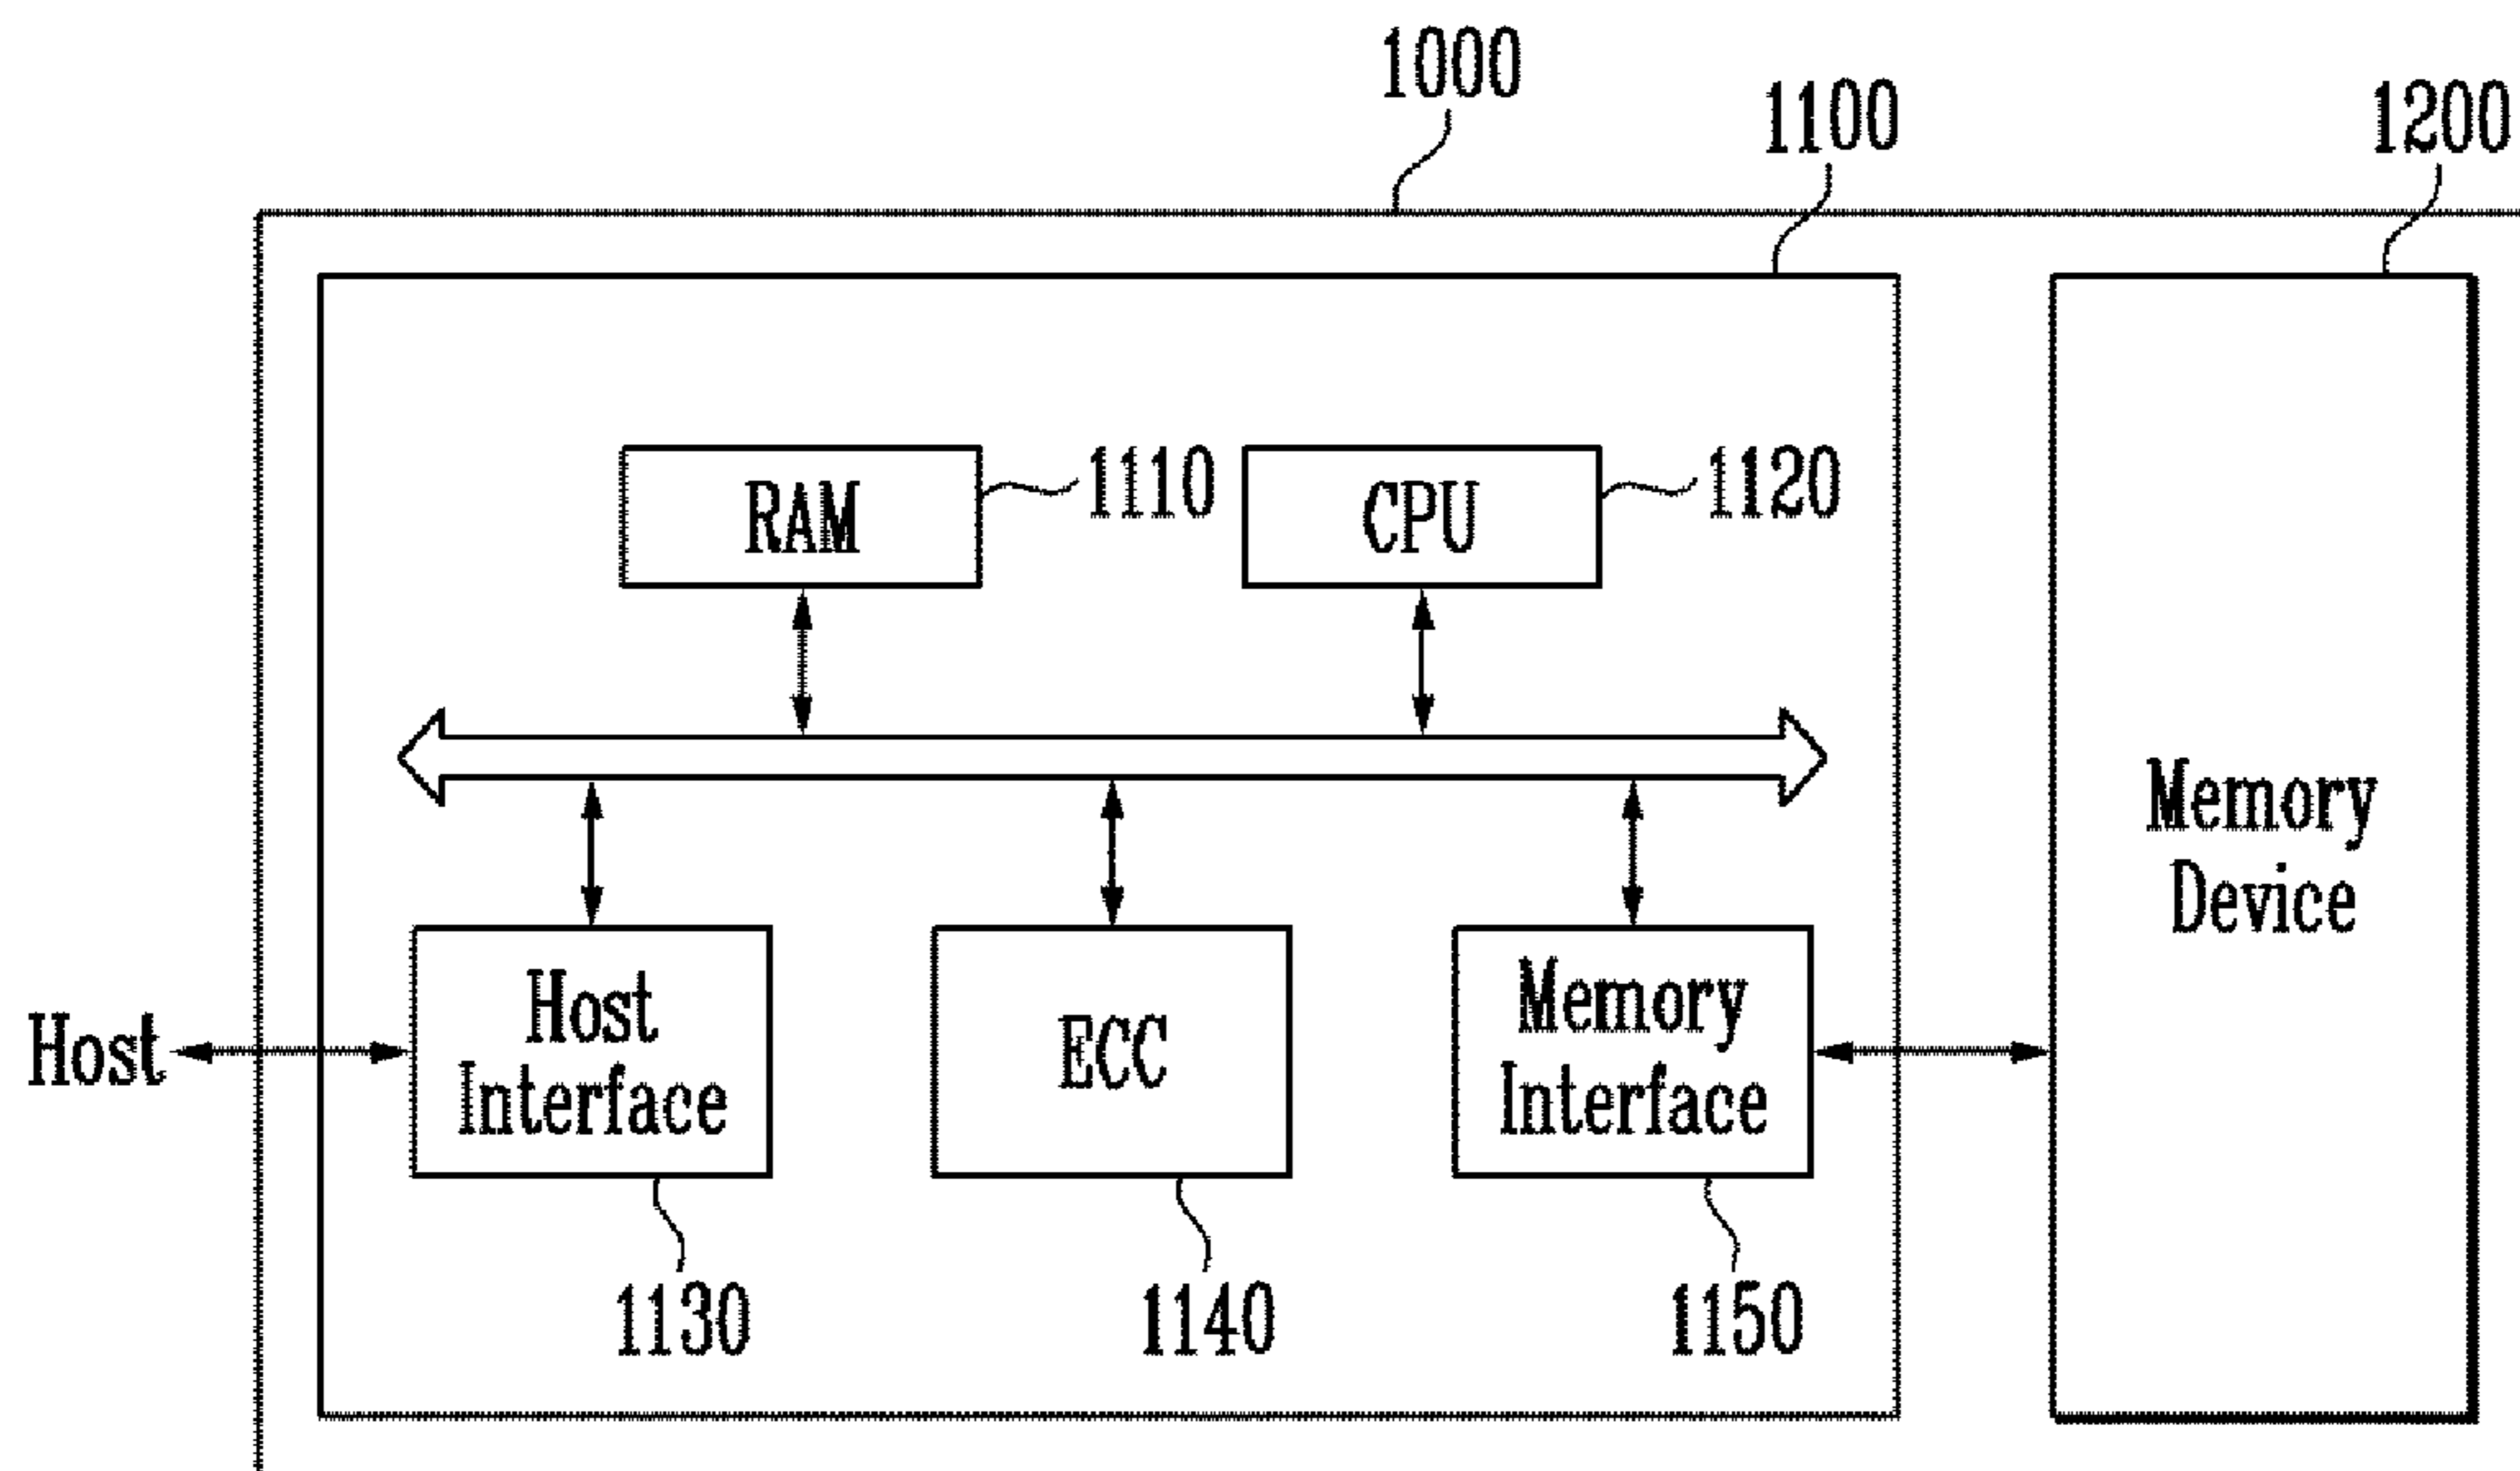 1000
1100
1200
RAM
1110
CPU
1120
Memory
Device
Host
Host
Interface
ECC
Memory
Interface
1130
1140
1150